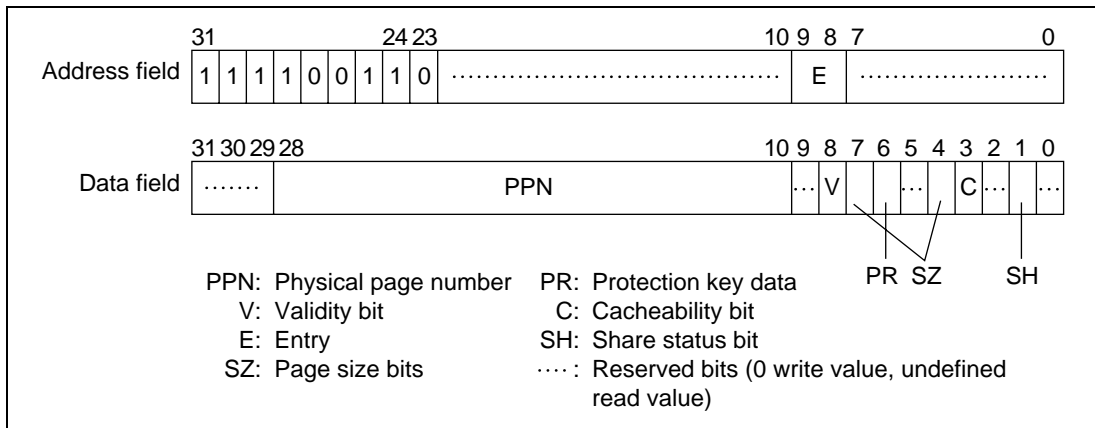 31 24 23 10 9 8 7 0
Address field 1 1 1 1 0 0 1 1 0 ········ E ········
31 30 29 28 10 9 8 7 6 5 4 3 2 1 0
Data field ······· PPN ··· V ··· C ··· ···
PR SZ SH
PPN: Physical page number PR: Protection key data
V: Validity bit C: Cacheability bit
E: Entry SH: Share status bit
SZ: Page size bits ····: Reserved bits (0 write value, undefined
read value)